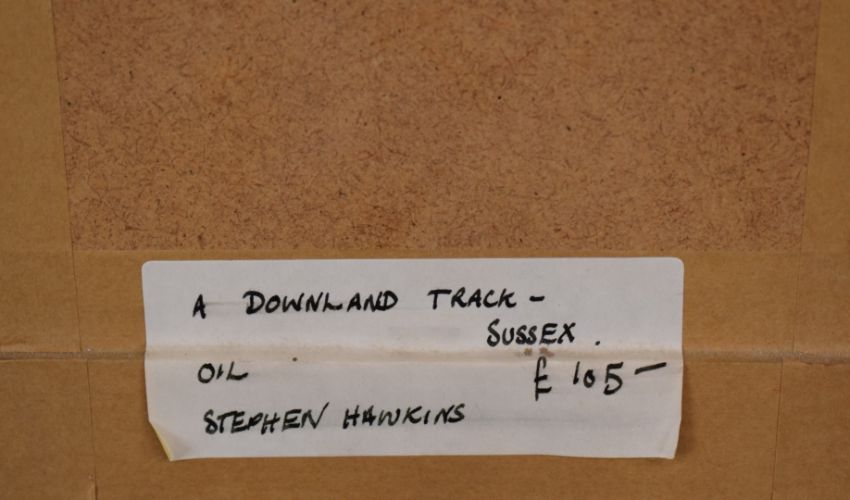 A DOWNLAND TRACK -
SUSSEX.
OIL
£105-
STEPHEN HAWKINS